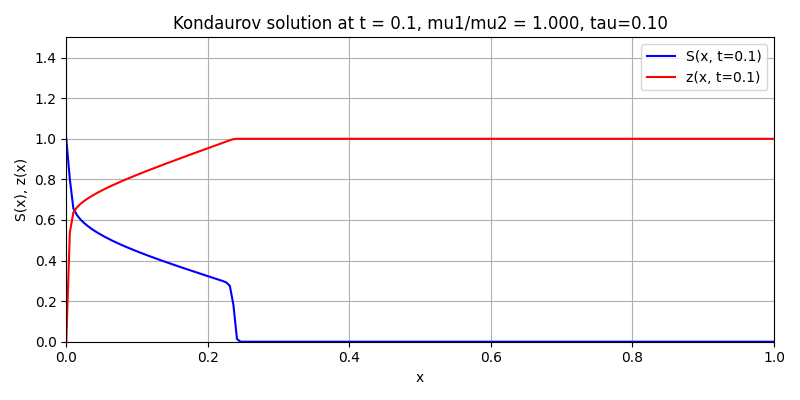 Kondaurov solution at t = 0.1, mu1/mu2 = 1.000, tau=0.10
S(x, t=0.1)
z(x, t=0.1)
S(x), z(x)
1.4
1.2
1.0
0.8
0.6
0.4
0.2
0.0
0.0 0.2 0.4 0.6 0.8 1.0
x